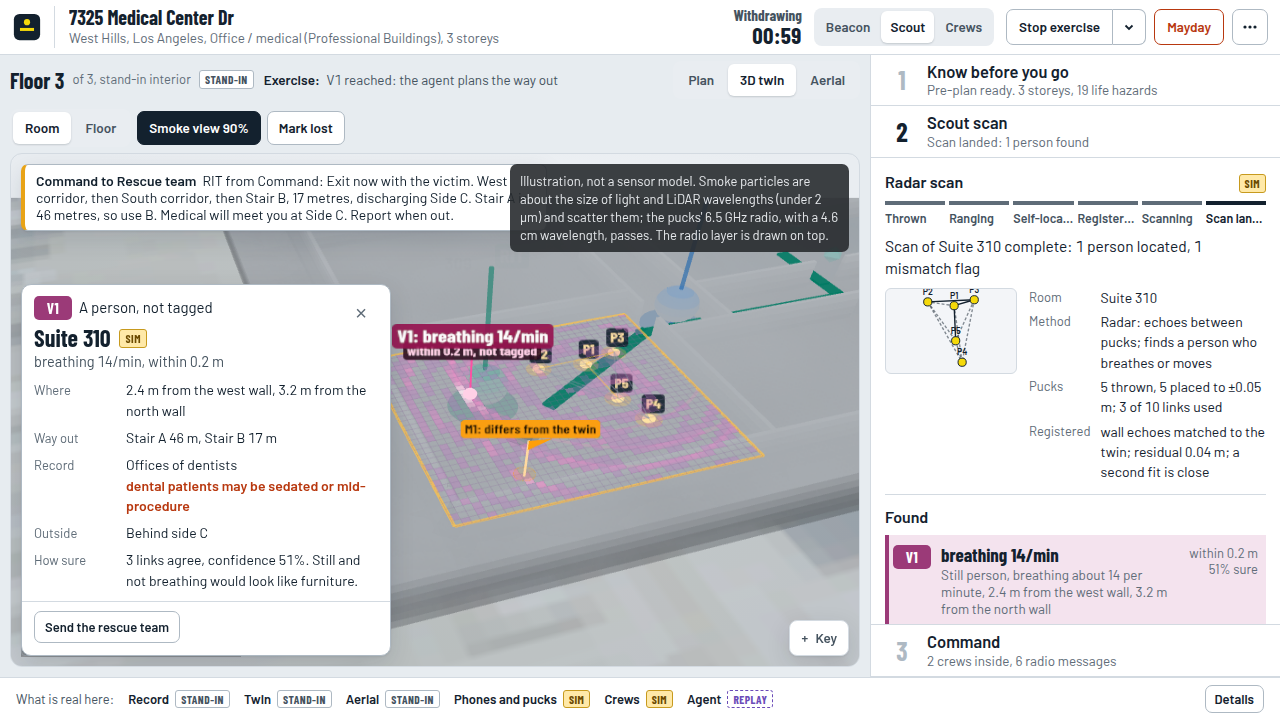 7325 Medical Center Dr
West Hills, Los Angeles, Office / medical (Professional Buildings), 3 storeys
Withdrawing
00:59
Beacon Scout Crews
Stop exercise
Mayday
Floor 3 of 3, stand-in interior STAND-IN Exercise: V1 reached: the agent plans the way out
Plan 3D twin Aerial
Room Floor Smoke view 90% Mark lost
Command to Rescue team RIT from Command: Exit now with the victim. West
corridor, then South corridor, then Stair B, 17 metres, discharging Side C. Stair A
46 metres, so use B. Medical will meet you at Side C. Report when out.
Illustration, not a sensor model. Smoke particles are
about the size of light and LiDAR wavelengths (under 2
µm) and scatter them; the pucks' 6.5 GHz radio, with a 4.6
cm wavelength, passes. The radio layer is drawn on top.
V1 A person, not tagged
Suite 310 SIM
breathing 14/min, within 0.2 m
Where 2.4 m from the west wall, 3.2 m from the
north wall
Way out Stair A 46 m, Stair B 17 m
Record Offices of dentists
dental patients may be sedated or mid-
procedure
Outside Behind side C
How sure 3 links agree, confidence 51%. Still and
not breathing would look like furniture.
Send the rescue team
V1: breathing 14/min
within 0.2 m, not tagged
2
P1
P3
P5
P4
M1: differs from the twin
+ Key
1 Know before you go
Pre-plan ready. 3 storeys, 19 life hazards
2 Scout scan
Scan landed: 1 person found
Radar scan SIM
Thrown Ranging Self-loca... Register... Scanning Scan lan...
Scan of Suite 310 complete: 1 person located, 1
mismatch flag
P2 P1 P3
P5
P4
Room Suite 310
Method Radar: echoes between
pucks; finds a person who
breathes or moves
Pucks 5 thrown, 5 placed to ±0.05
m; 3 of 10 links used
Registered wall echoes matched to the
twin; residual 0.04 m; a
second fit is close
Found
V1 breathing 14/min within 0.2 m
51% sure
Still person, breathing about 14 per
minute, 2.4 m from the west wall, 3.2 m
from the north wall
3 Command
2 crews inside, 6 radio messages
What is real here: Record STAND-IN Twin STAND-IN Aerial STAND-IN Phones and pucks SIM Crews SIM Agent REPLAY
Details